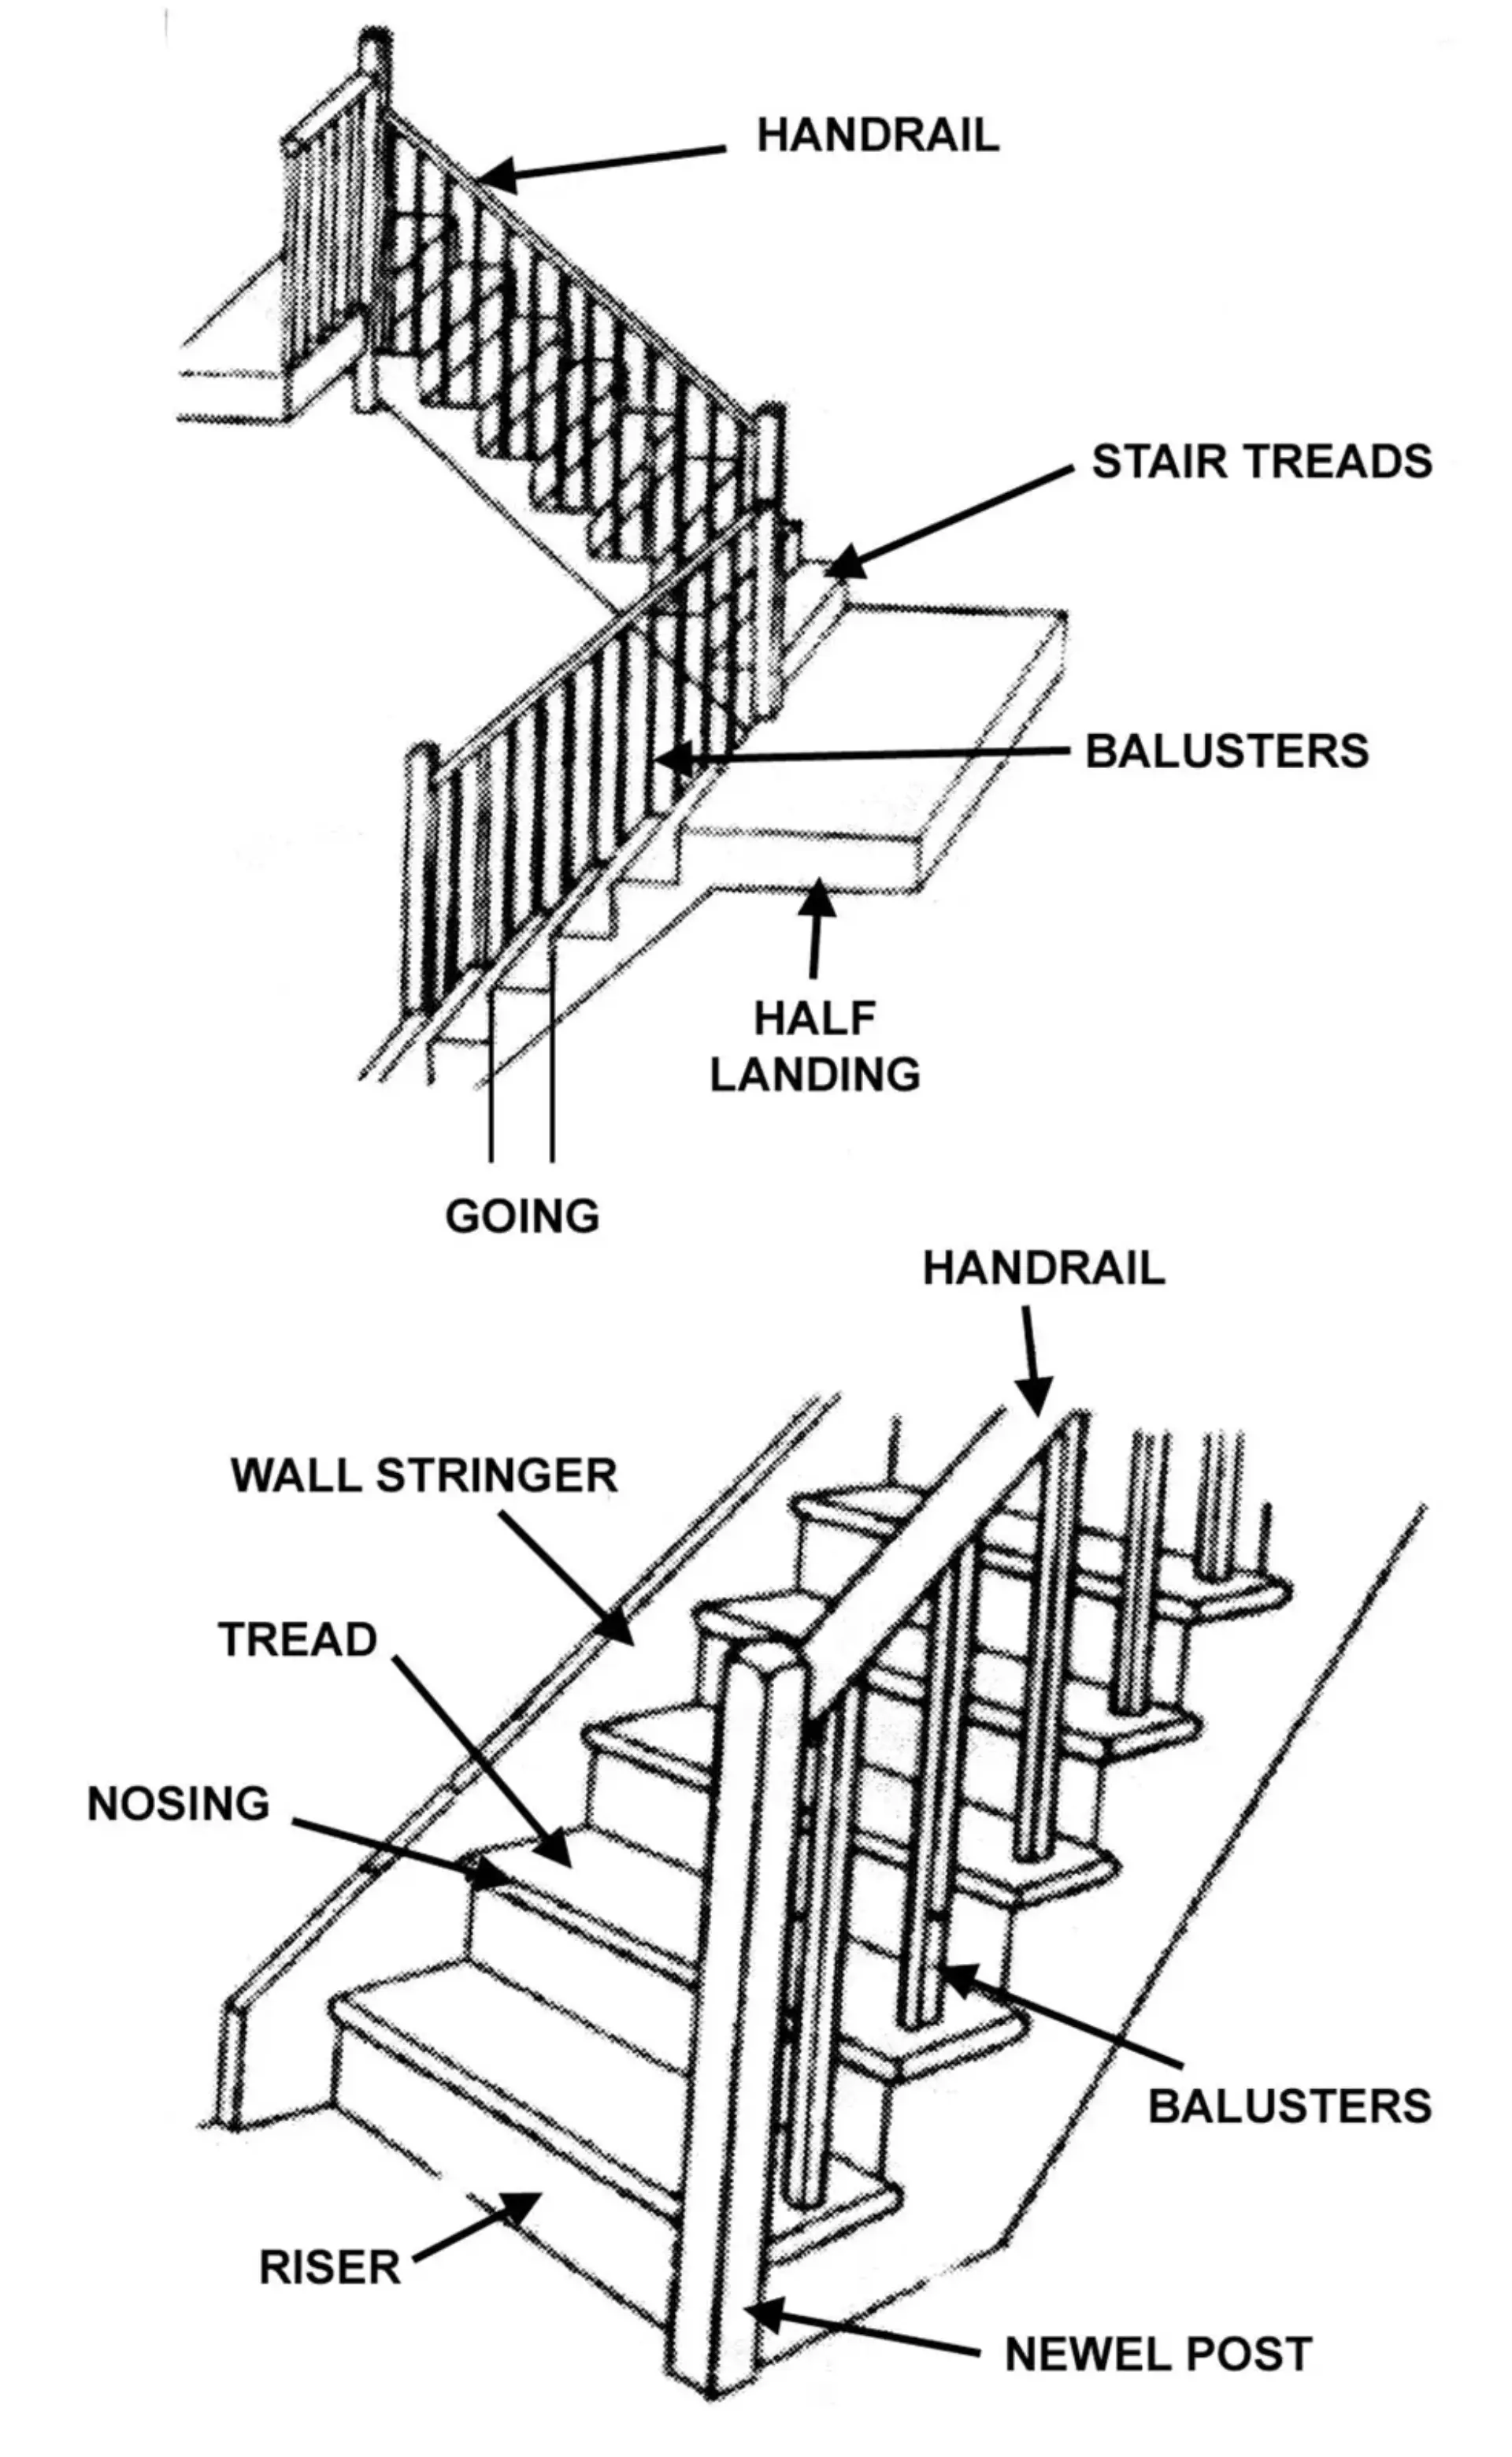 HANDRAIL
STAIR TREADS
BALUSTERS
HALF
LANDING
GOING
HANDRAIL
WALL STRINGER
TREAD
NOSING
BALUSTERS
RISER
NEWEL POST